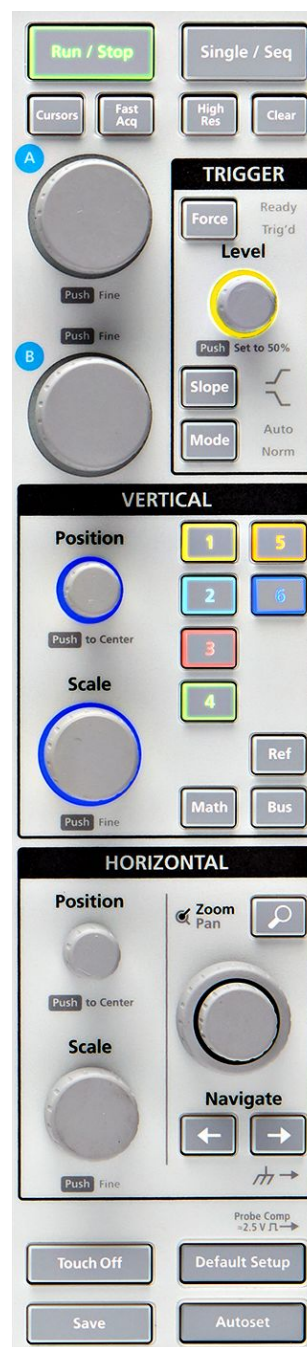 Run / Stop
Single / Seq
Cursors
Fast
Acq
High
Res
Clear
A
Push Fine
Push Fine
B
TRIGGER
Force
Ready
Trig'd
Level
Push Set to 50%
Slope
Mode
Auto
Norm
VERTICAL
Position
Push to Center
Scale
Push Fine
1
5
2
6
3
4
Ref
Math
Bus
HORIZONTAL
Position
Push to Center
Scale
Push Fine
Zoom
Pan
Navigate
Probe Comp
≈2.5 V
Touch Off
Default Setup
Save
Autoset